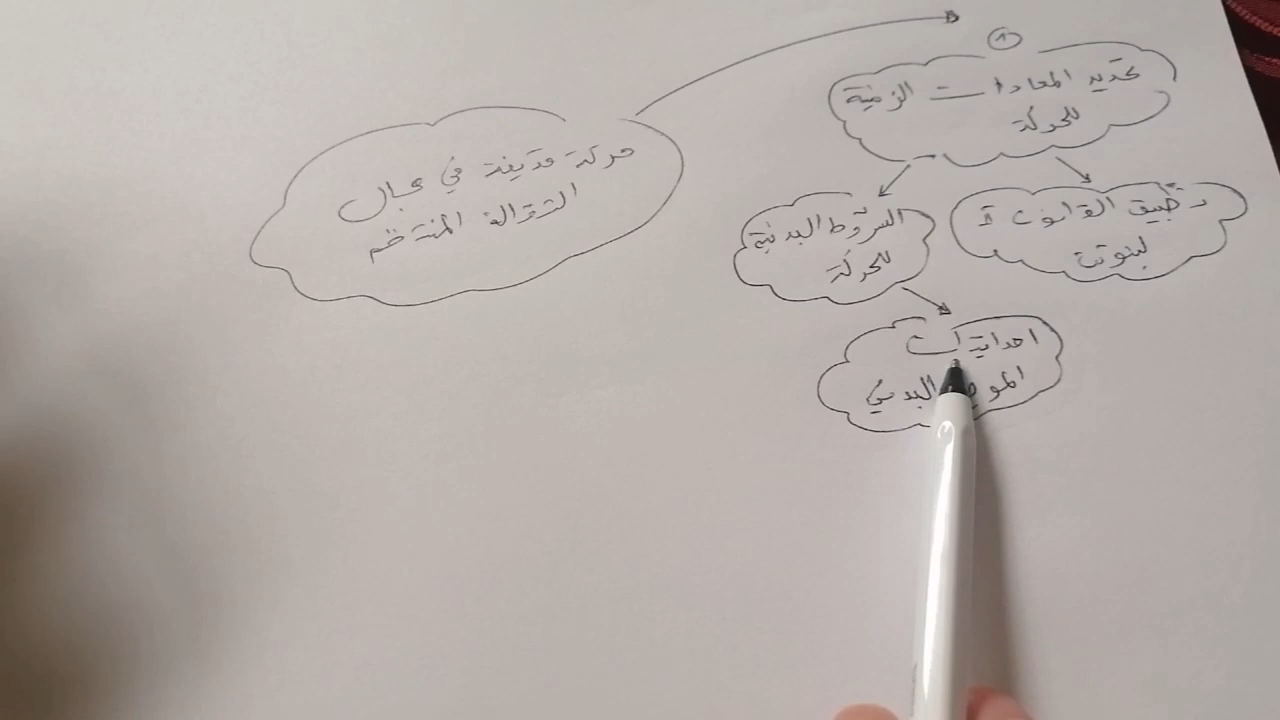 حركة قذيفة في مجال
الثقالة المنتظم
1
تحديد المعادلات الزمنية
للحركة
تطبيق القانون 2
لنيوتن
الشروط البدئية
للحركة
احداثيات
الموضع البدئي